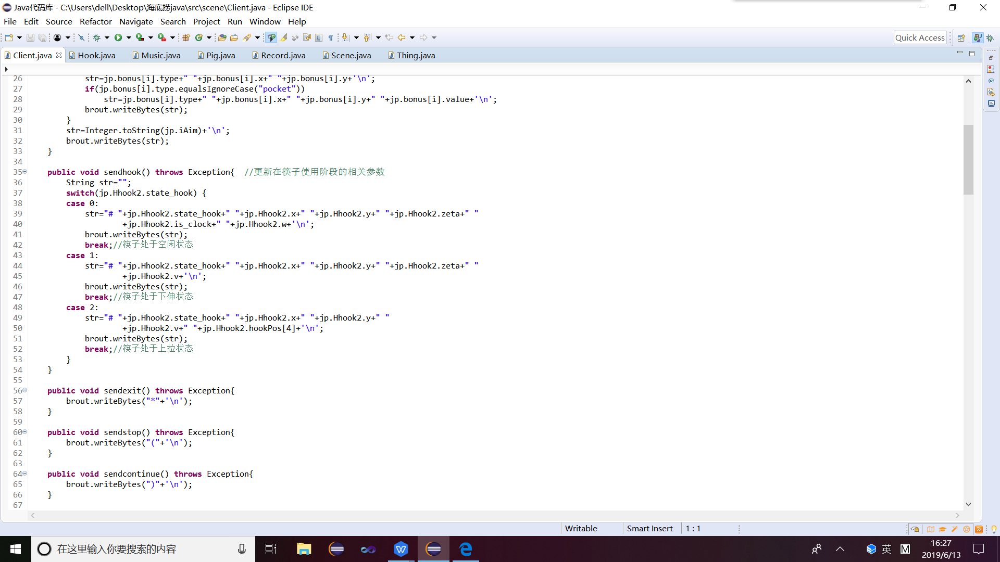 Java代码库 - C:\Users\dell\Desktop\海底捞java\src\scene\Client.java - Eclipse IDE
File Edit Source Refactor Navigate Search Project Run Window Help
Quick Access
Client.java Hook.java Music.java Pig.java Record.java Scene.java Thing.java
26 str=jp.bonus[i].type+" "+jp.bonus[i].x+" "+jp.bonus[i].y+'\n';
27 if(jp.bonus[i].type.equalsIgnoreCase("pocket"))
28 str=jp.bonus[i].type+" "+jp.bonus[i].x+" "+jp.bonus[i].y+" "+jp.bonus[i].value+'\n';
29 brout.writeBytes(str);
30 }
31 str=Integer.toString(jp.iAim)+'\n';
32 brout.writeBytes(str);
33 }
34
35 public void sendhook() throws Exception{ //更新在筷子使用阶段的相关参数
36 String str="";
37 switch(jp.Hhook2.state_hook) {
38 case 0:
39 str="# "+jp.Hhook2.state_hook+" "+jp.Hhook2.x+" "+jp.Hhook2.y+" "+jp.Hhook2.zeta+" "
40 +jp.Hhook2.is_clock+" "+jp.Hhook2.w+'\n';
41 brout.writeBytes(str);
42 break;//筷子处于空闲状态
43 case 1:
44 str="# "+jp.Hhook2.state_hook+" "+jp.Hhook2.x+" "+jp.Hhook2.y+" "+jp.Hhook2.zeta+" "
45 +jp.Hhook2.v+'\n';
46 brout.writeBytes(str);
47 break;//筷子处于下伸状态
48 case 2:
49 str="# "+jp.Hhook2.state_hook+" "+jp.Hhook2.x+" "+jp.Hhook2.y+" "
50 +jp.Hhook2.v+" "+jp.Hhook2.hookPos[4]+'\n';
51 brout.writeBytes(str);
52 break;//筷子处于上拉状态
53 }
54 }
55
56 public void sendexit() throws Exception{
57 brout.writeBytes("*"+'\n');
58 }
59
60 public void sendstop() throws Exception{
61 brout.writeBytes("("+'\n');
62 }
63
64 public void sendcontinue() throws Exception{
65 brout.writeBytes(")"+'\n');
66 }
67
Writable Smart Insert 1 : 1
在这里输入你要搜索的内容
英 M 16:27
2019/6/13